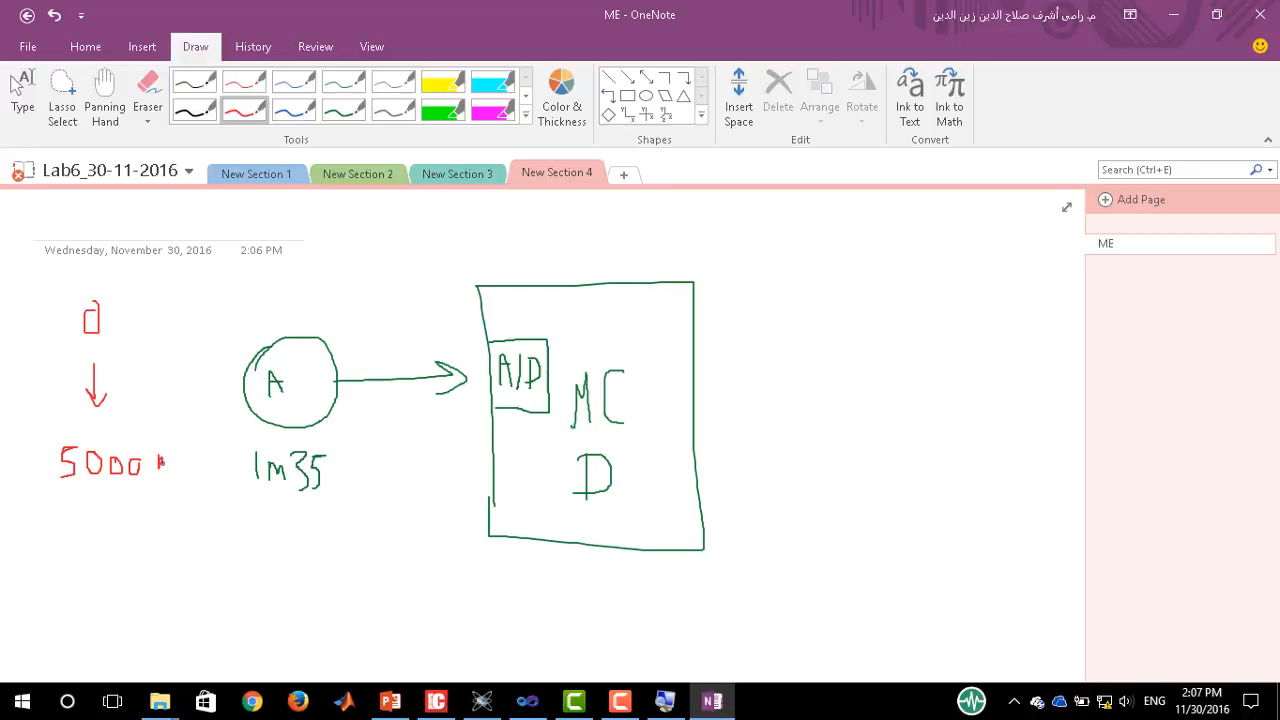 ME - OneNote
م. رامى أشرف صلاح الدين زين الدين
File Home Insert Draw History Review View
Type
Lasso Select
Panning Hand
Eraser
Color & Thickness
Insert Space
Delete
Arrange
Rotate
Ink to Text
Ink to Math
Tools
Shapes
Edit
Convert
Lab6_30-11-2016
New Section 1
New Section 2
New Section 3
New Section 4
Search (Ctrl+E)
Add Page
ME
Wednesday, November 30, 2016 2:06 PM
0
5000
A
lm35
A/D
MC
D
ENG
2:07 PM
11/30/2016